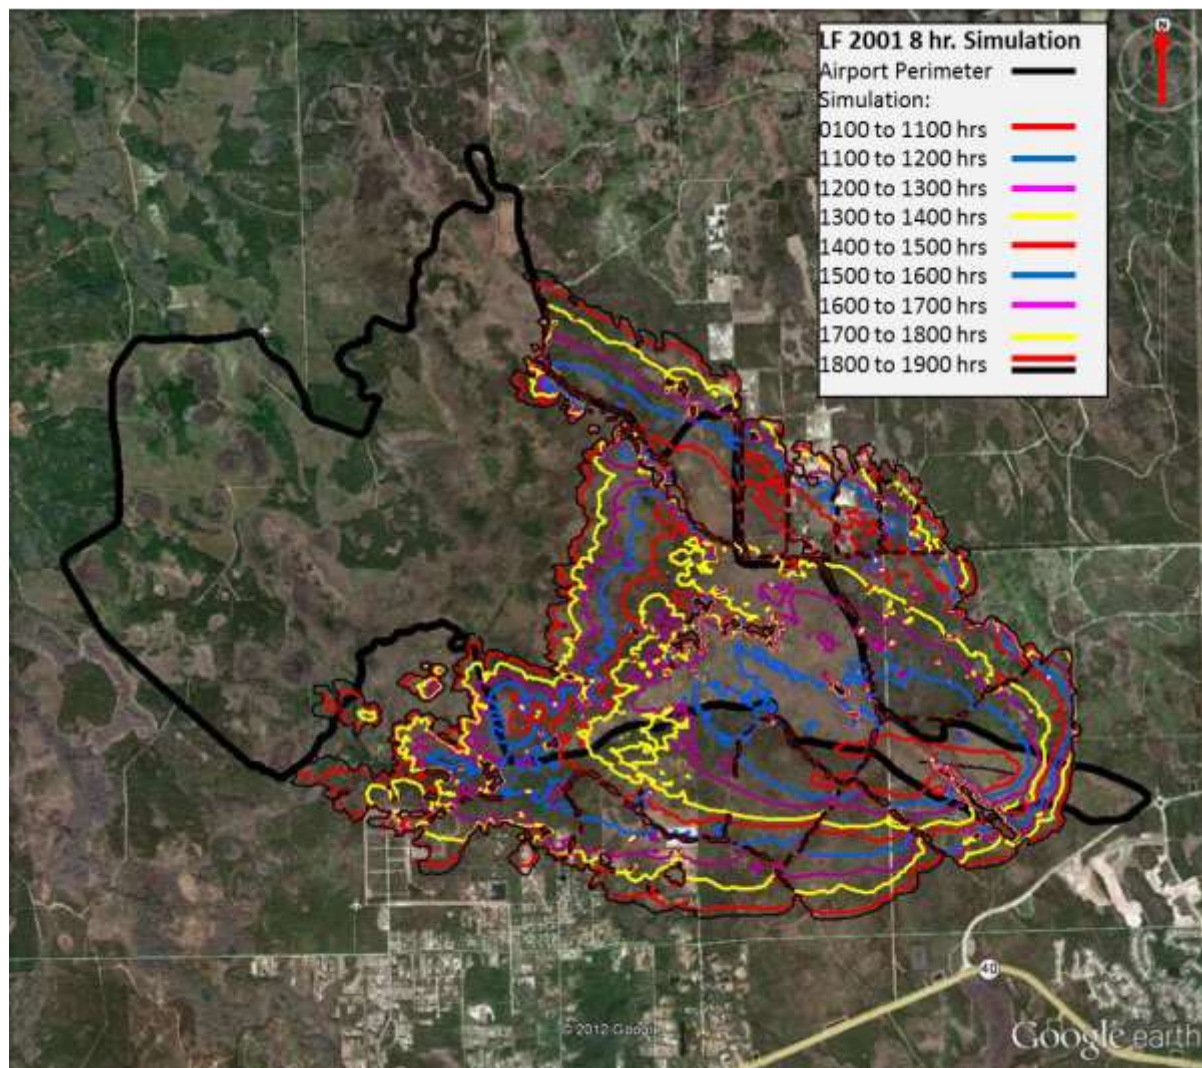 LF 2001 8 hr. Simulation
Airport Perimeter
Simulation:
0100 to 1100 hrs
1100 to 1200 hrs
1200 to 1300 hrs
1300 to 1400 hrs
1400 to 1500 hrs
1500 to 1600 hrs
1600 to 1700 hrs
1700 to 1800 hrs
1800 to 1900 hrs
N
40
© 2012 Google
Google earth